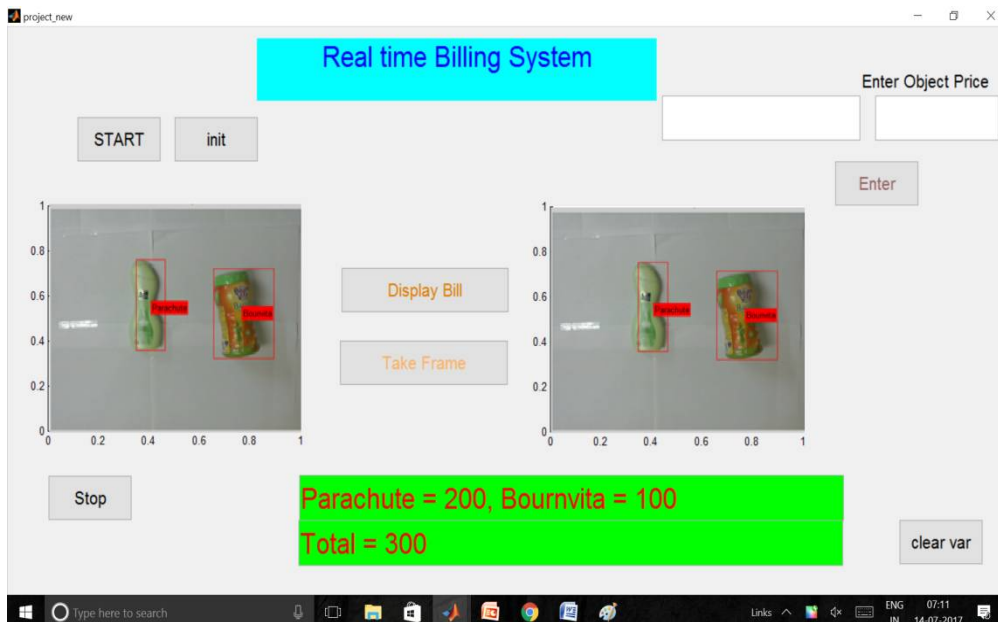 project_new
Real time Billing System
Enter Object Price
START
init
Enter
1
0.8
0.6
0.4
0.2
0
0
0.2
0.4
0.6
0.8
1
Parachute
Bournvita
Display Bill
Take Frame
1
0.8
0.6
0.4
0.2
0
0
0.2
0.4
0.6
0.8
1
Parachute
Bournvita
Stop
Parachute = 200, Bournvita = 100
Total = 300
clear var
Type here to search
Links
ENG
IN
07:11
14-07-2017